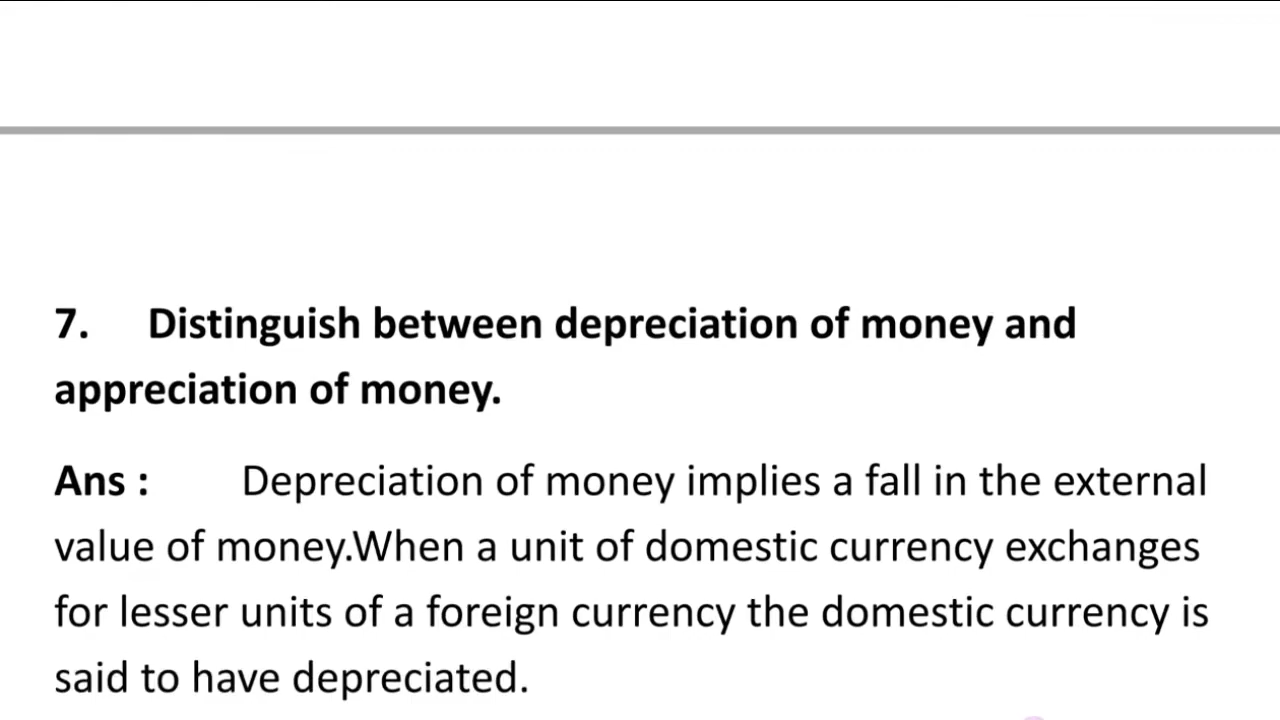 7. Distinguish between depreciation of money and
appreciation of money.
Ans : Depreciation of money implies a fall in the external
value of money.When a unit of domestic currency exchanges
for lesser units of a foreign currency the domestic currency is
said to have depreciated.